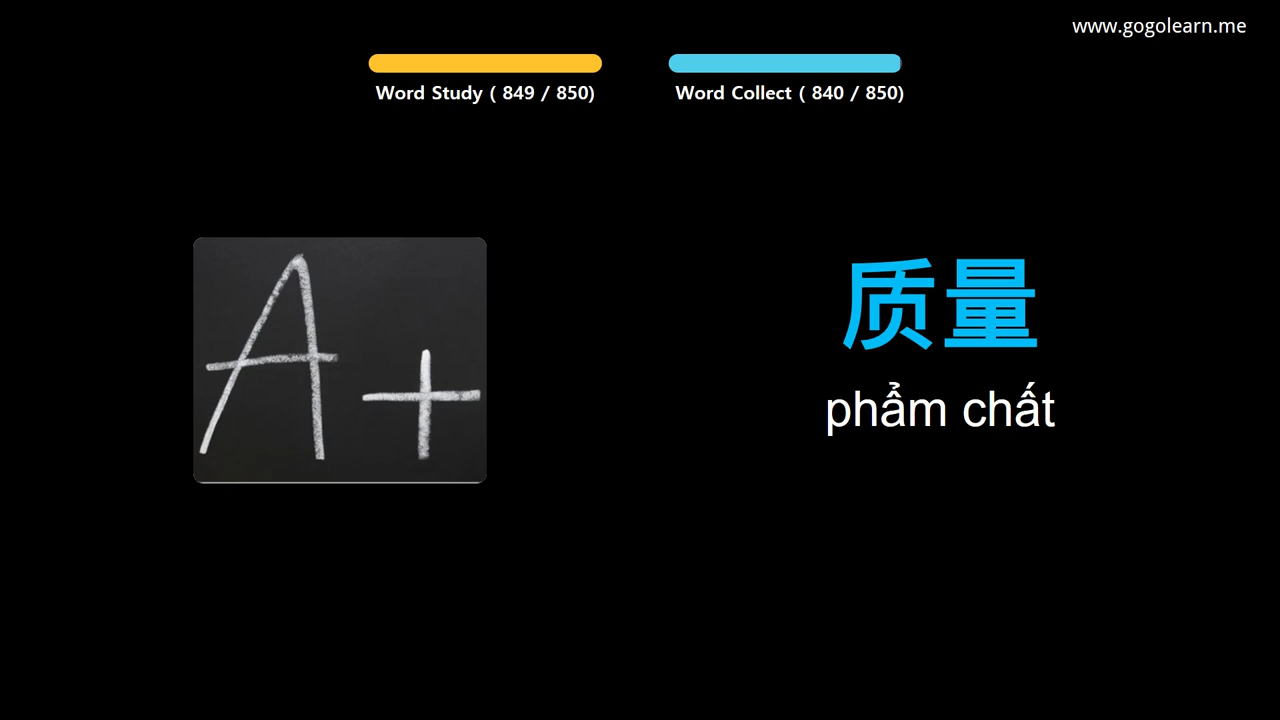 www.gogolearn.me
Word Study ( 849 / 850)
Word Collect ( 840 / 850)
A+
质量
phẩm chất